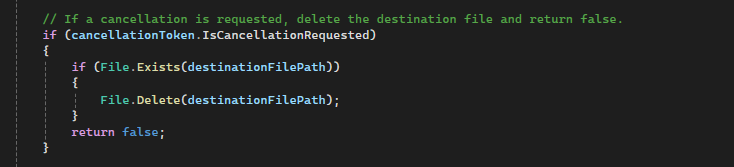 // If a cancellation is requested, delete the destination file and return false.
if (cancellationToken.IsCancellationRequested)
{
    if (File.Exists(destinationFilePath))
    {
        File.Delete(destinationFilePath);
    }
    return false;
}